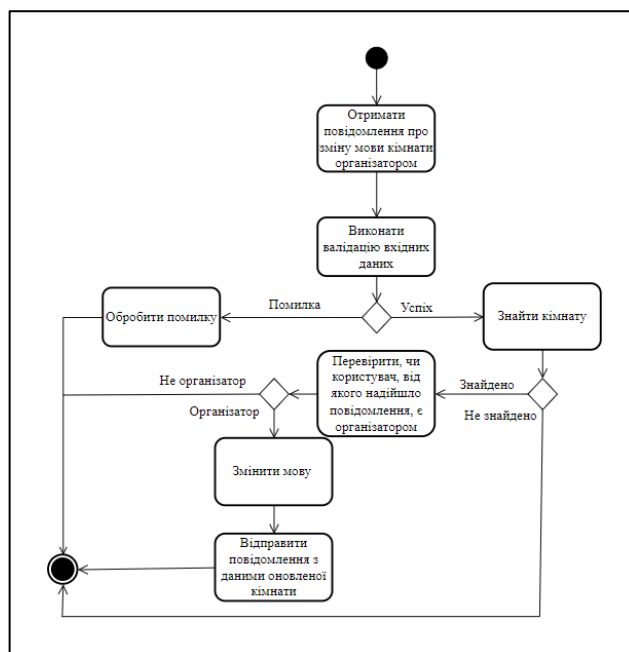 Отримати
повідомлення про
зміну мови кімнати
організатором
Виконати
валідацію вхідних
даних
Помилка
Успіх
Обробити помилку
Знайти кімнату
Перевірити, чи
користувач, від
якого надійшло
повідомлення, є
організатором
Знайдено
Не знайдено
Не організатор
Організатор
Змінити мову
Відправити
повідомлення з
даними оновленої
кімнати